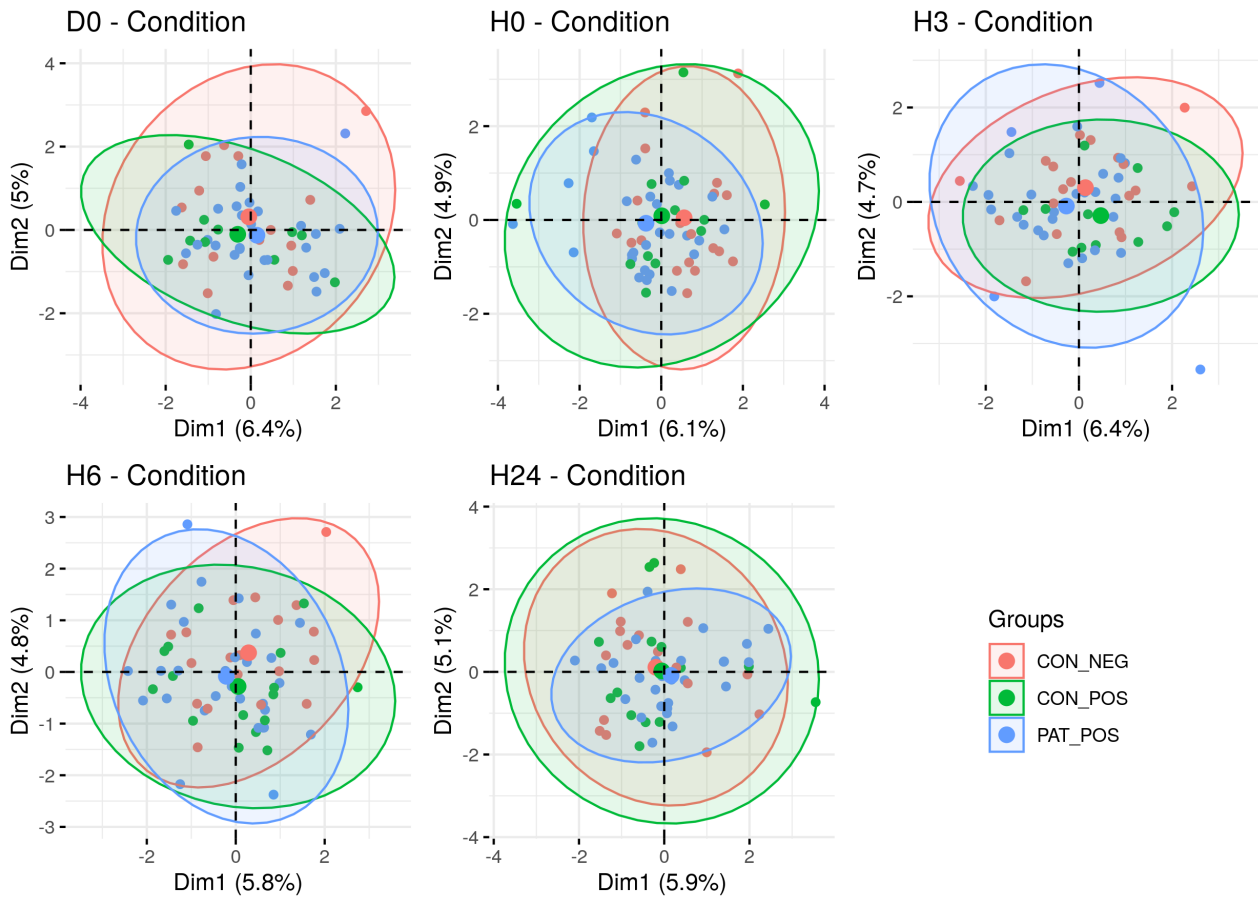 D0 - Condition
H0 - Condition
H3 - Condition
Dim2 (5%)
4
2
0
-2
-4
-2
0
2
Dim1 (6.4%)
Dim2 (4.9%)
2
0
-2
-4
-2
0
2
4
Dim1 (6.1%)
Dim2 (4.7%)
2
0
-2
-2
0
2
Dim1 (6.4%)
H6 - Condition
H24 - Condition
Dim2 (4.8%)
3
2
1
0
-1
-2
-3
-2
0
2
Dim1 (5.8%)
Dim2 (5.1%)
4
2
0
-2
-4
-4
-2
0
2
Dim1 (5.9%)
Groups
CON_NEG
CON_POS
PAT_POS